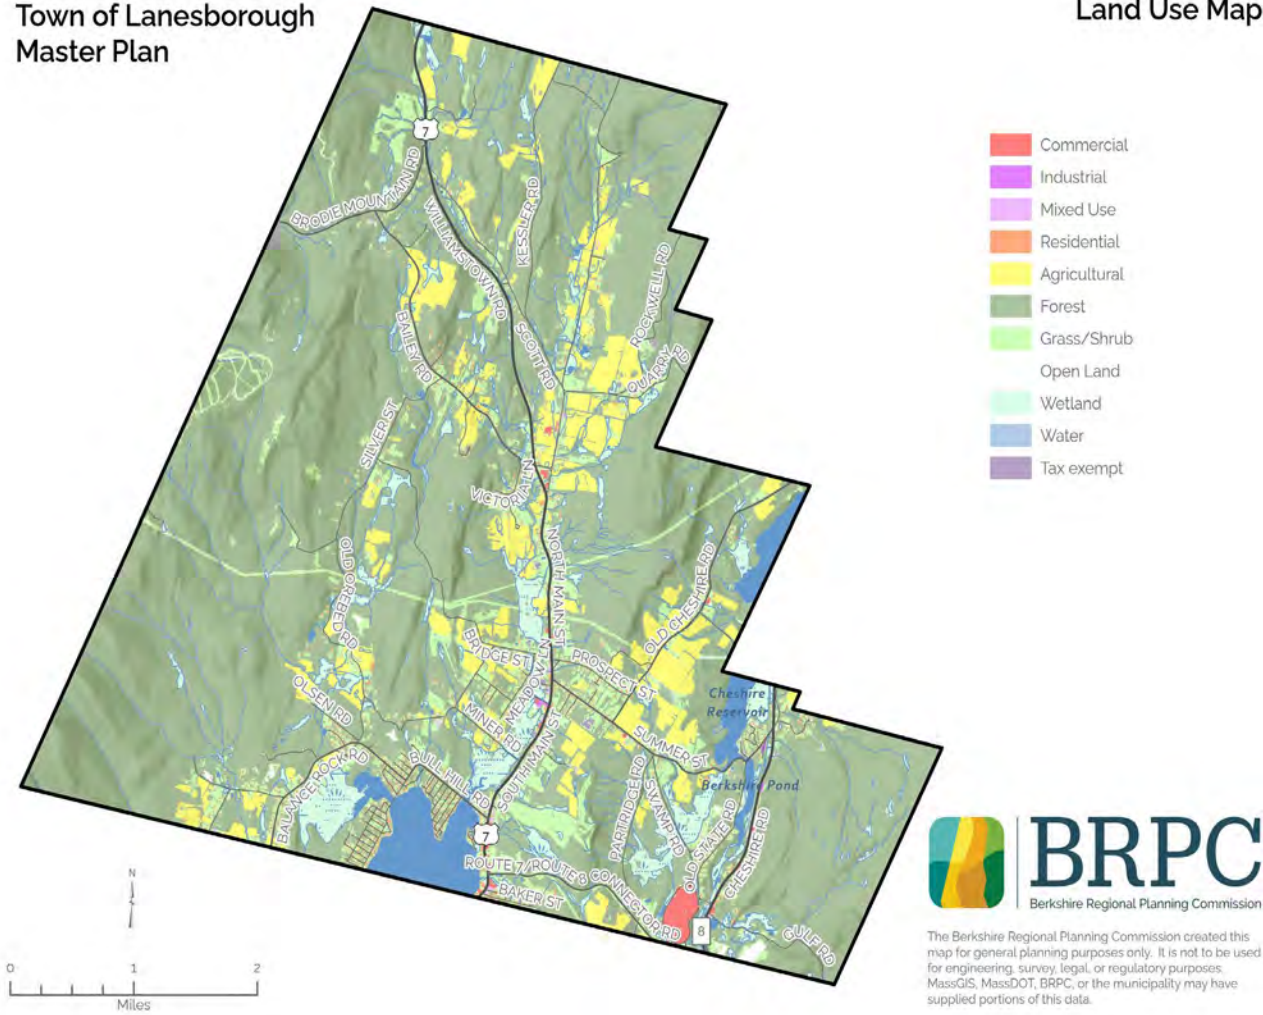 Town of Lanesborough
Master Plan
Land Use Map
Commercial
Industrial
Mixed Use
Residential
Agricultural
Forest
Grass/Shrub
Open Land
Wetland
Water
Tax exempt
7
BRODIE MOUNTAIN RD
WILLIAMSTOWN RD
KESSLER RD
ROCKWELL RD
BAILEY RD
SCOTT RD
QUARRY RD
SILVER ST
VICTORIA LN
OLD OREBED RD
NORTH MAIN ST
OLD CHESHIRE RD
BRIDGE ST
PROSPECT ST
MEADOW LN
OLSEN RD
MINER RD
Cheshire
Reservoir
SUMMER ST
SOUTH MAIN ST
BULL HILL RD
BALANCE ROCK RD
Berkshire Pond
PARTRIDGE RD
SWAMP RD
OLD STATE RD
CHESHIRE RD
7
ROUTE 7/ROUTE 8 CONNECTOR RD
BAKER ST
8
GULF RD
N
0 1 2
Miles
BRPC
Berkshire Regional Planning Commission
The Berkshire Regional Planning Commission created this
map for general planning purposes only. It is not to be used
for engineering, survey, legal, or regulatory purposes.
MassGIS, MassDOT, BRPC, or the municipality may have
supplied portions of this data.